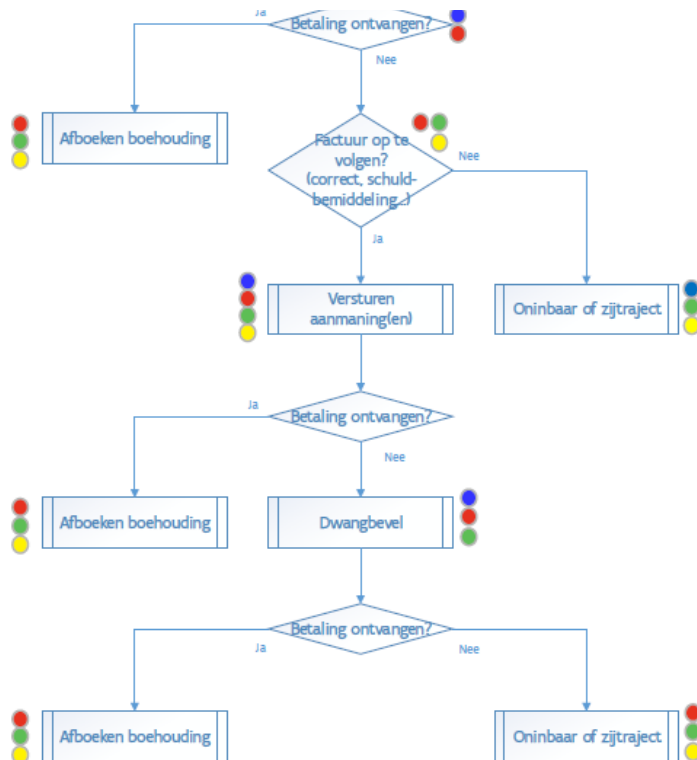 Ja
Betaling ontvangen?
Nee
Afboeken boehouding
Factuur op te
volgen?
(correct, schuld-
bemiddeling...)
Nee
Ja
Versturen
aanmaning(en)
Oninbaar of zijtraject
Ja
Betaling ontvangen?
Nee
Afboeken boehouding
Dwangbevel
Betaling ontvangen?
Ja
Nee
Afboeken boehouding
Oninbaar of zijtraject